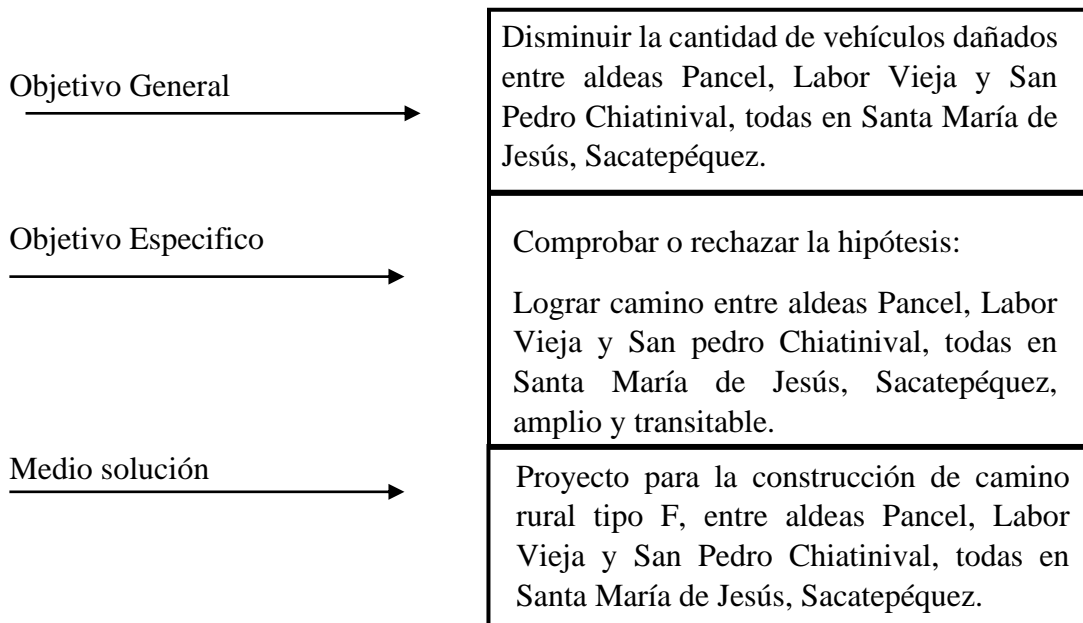 Objetivo General
Disminuir la cantidad de vehículos dañados
entre aldeas Pancel, Labor Vieja y San
Pedro Chiatinival, todas en Santa María de
Jesús, Sacatepéquez.
Objetivo Especifico
Comprobar o rechazar la hipótesis:
Lograr camino entre aldeas Pancel, Labor
Vieja y San pedro Chiatinival, todas en
Santa María de Jesús, Sacatepéquez,
amplio y transitable.
Medio solución
Proyecto para la construcción de camino
rural tipo F, entre aldeas Pancel, Labor
Vieja y San Pedro Chiatinival, todas en
Santa María de Jesús, Sacatepéquez.